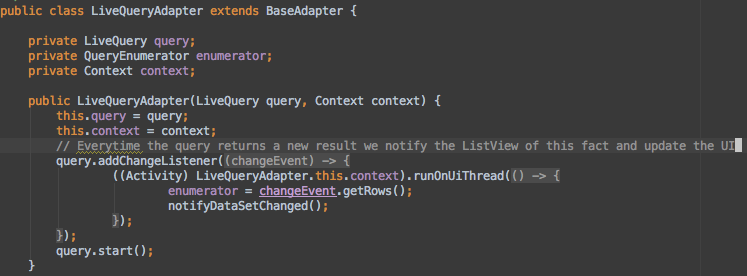 public class LiveQueryAdapter extends BaseAdapter {
private LiveQuery query;
private QueryEnumerator enumerator;
private Context context;
public LiveQueryAdapter(LiveQuery query, Context context) {
this.query = query;
this.context = context;
// Everytime the query returns a new result we notify the ListView of this fact and update the UI
query.addChangeListener((changeEvent) -> {
((Activity) LiveQueryAdapter.this.context).runOnUiThread(() -> {
enumerator = changeEvent.getRows();
notifyDataSetChanged();
});
});
query.start();
}